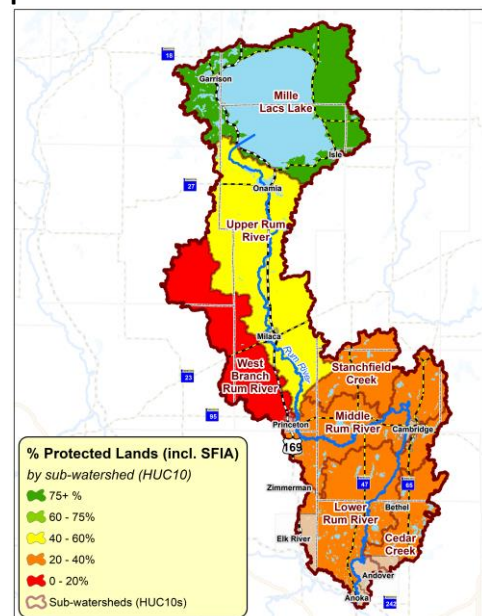 18
Garrison
Mille
Lacs Lake
Isle
27
Onamia
Upper Rum
River
Milaca
Rum River
23
West
Branch
Rum River
Stanchfield
Creek
95
Princeton
Middle
Rum River
Cambridge
169
47
65
Zimmerman
Bethel
Lower
Rum River
Elk River
Cedar
Creek
Andover
Anoka
242
% Protected Lands (incl. SFIA)
by sub-watershed (HUC10)
75+ %
60 - 75%
40 - 60%
20 - 40%
0 - 20%
Sub-watersheds (HUC10s)